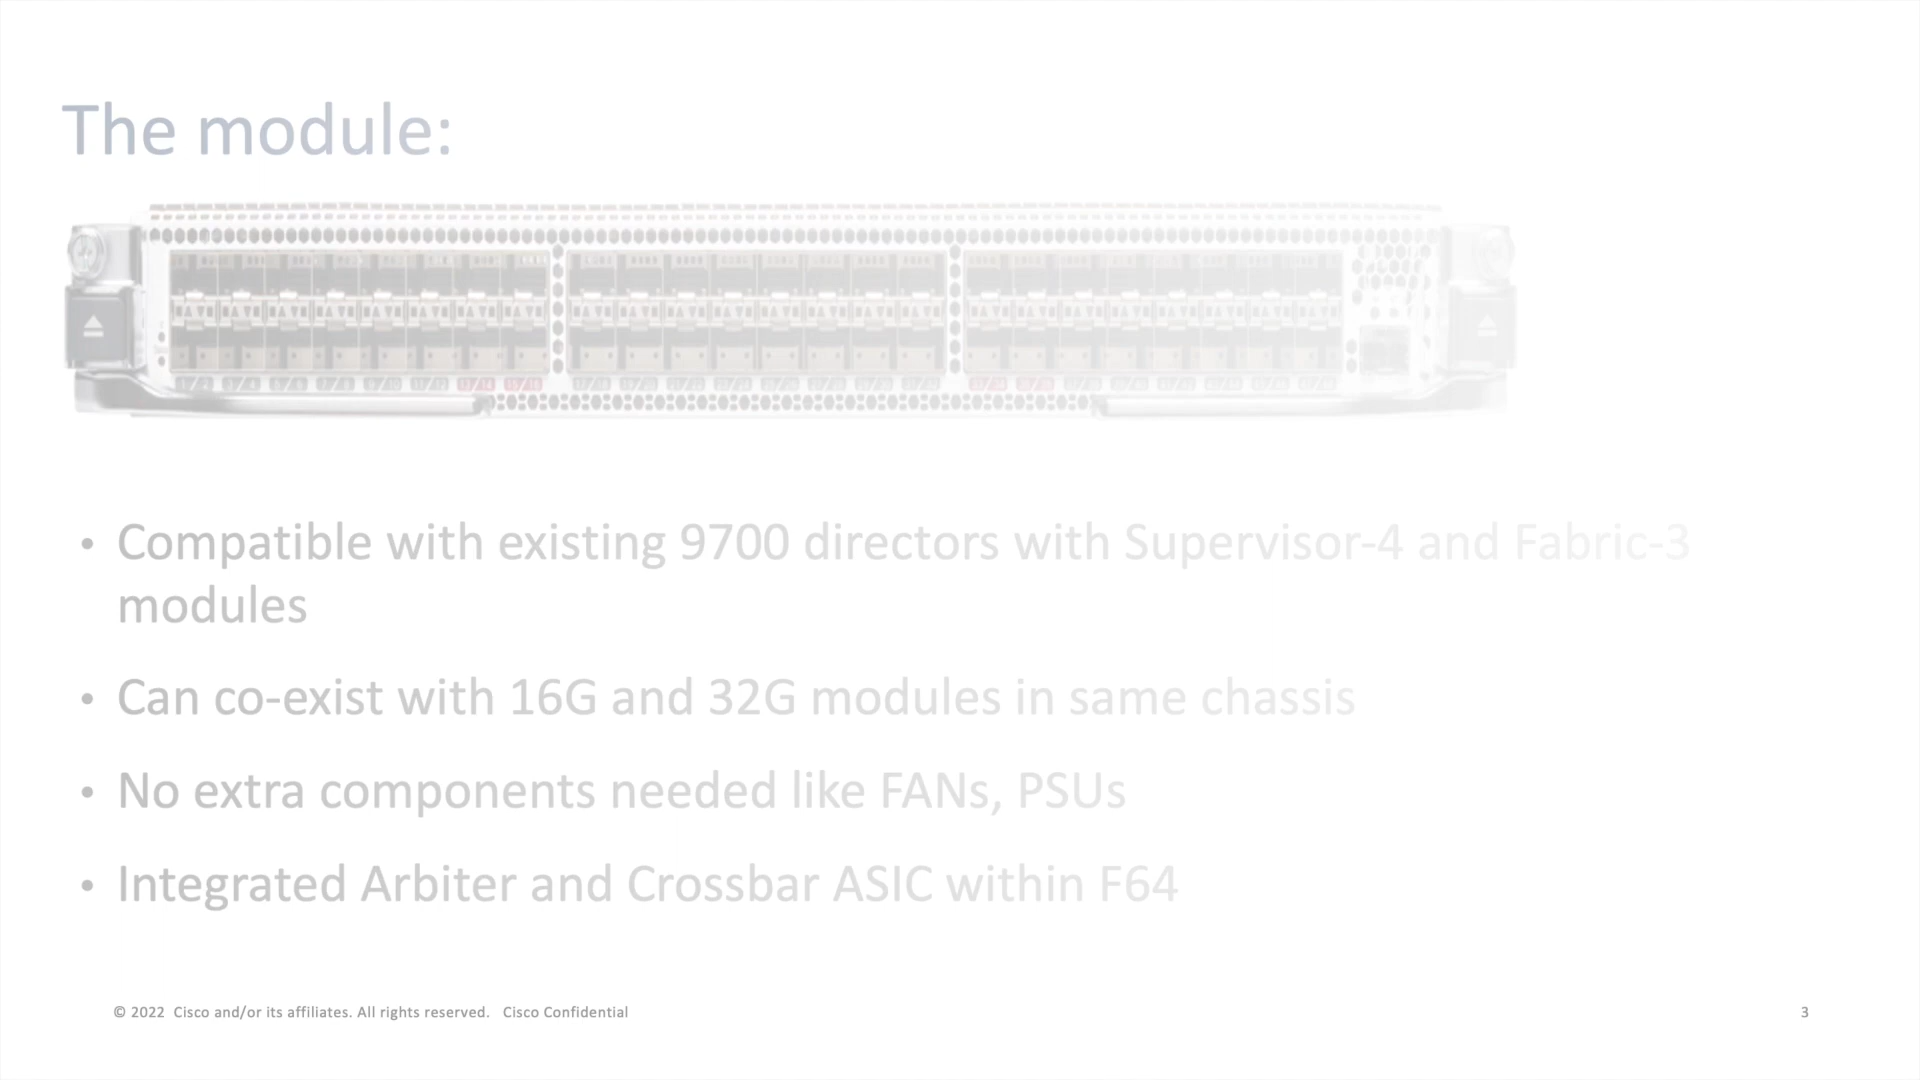 The module:
• Compatible with existing 9700 directors with Supervisor-4 and Fabric-3
modules
• Can co-exist with 16G and 32G modules in same chassis
• No extra components needed like FANs, PSUs
• Integrated Arbiter and Crossbar ASIC within F64
© 2022 Cisco and/or its affiliates. All rights reserved. Cisco Confidential
3